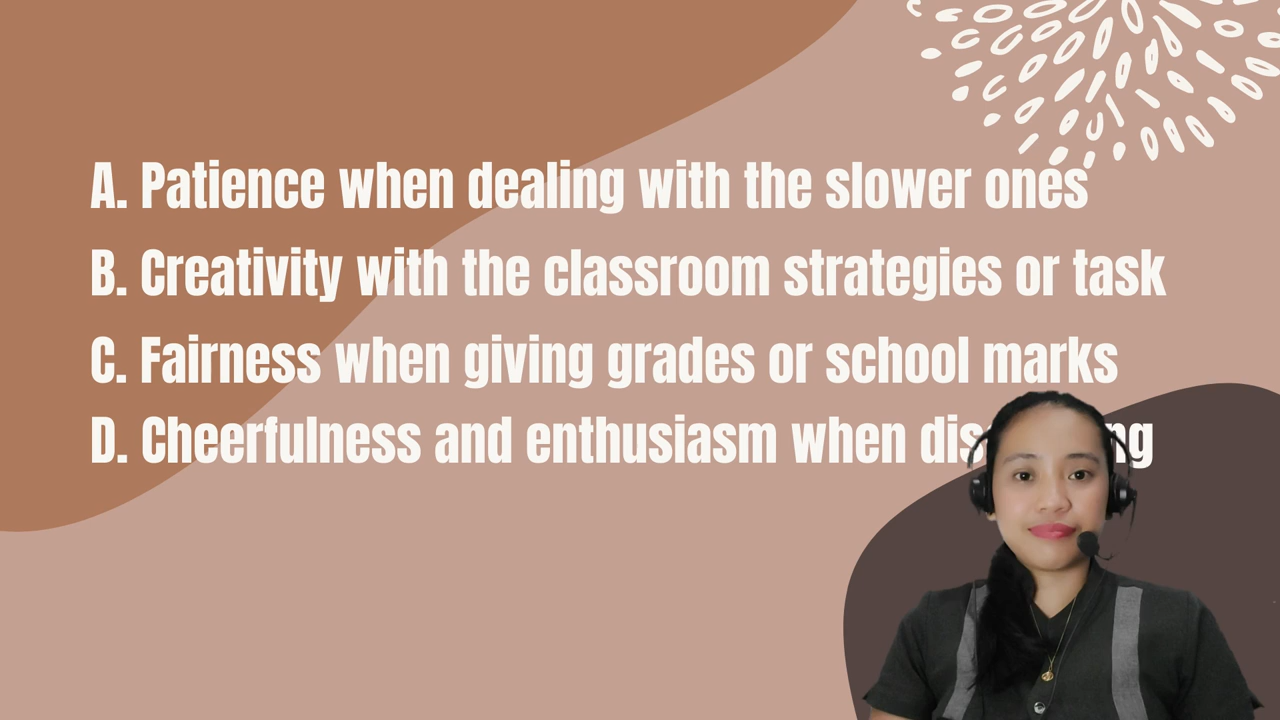 A. Patience when dealing with the slower ones
B. Creativity with the classroom strategies or task
C. Fairness when giving grades or school marks
D. Cheerfulness and enthusiasm when